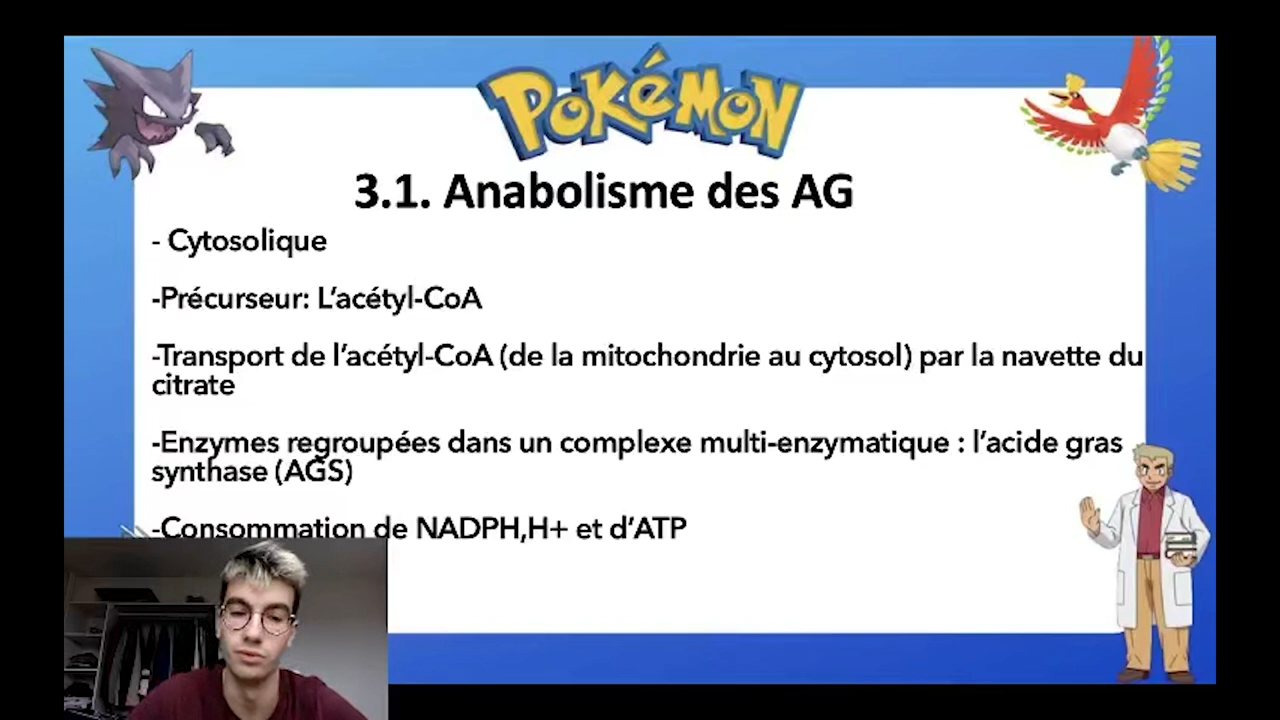 POKéMON
3.1. Anabolisme des AG
- Cytosolique
-Précurseur: L'acétyl-CoA
-Transport de l'acétyl-CoA (de la mitochondrie au cytosol) par la navette du
citrate
-Enzymes regroupées dans un complexe multi-enzymatique : l'acide gras
synthase (AGS)
-Consommation de NADPH,H+ et d'ATP